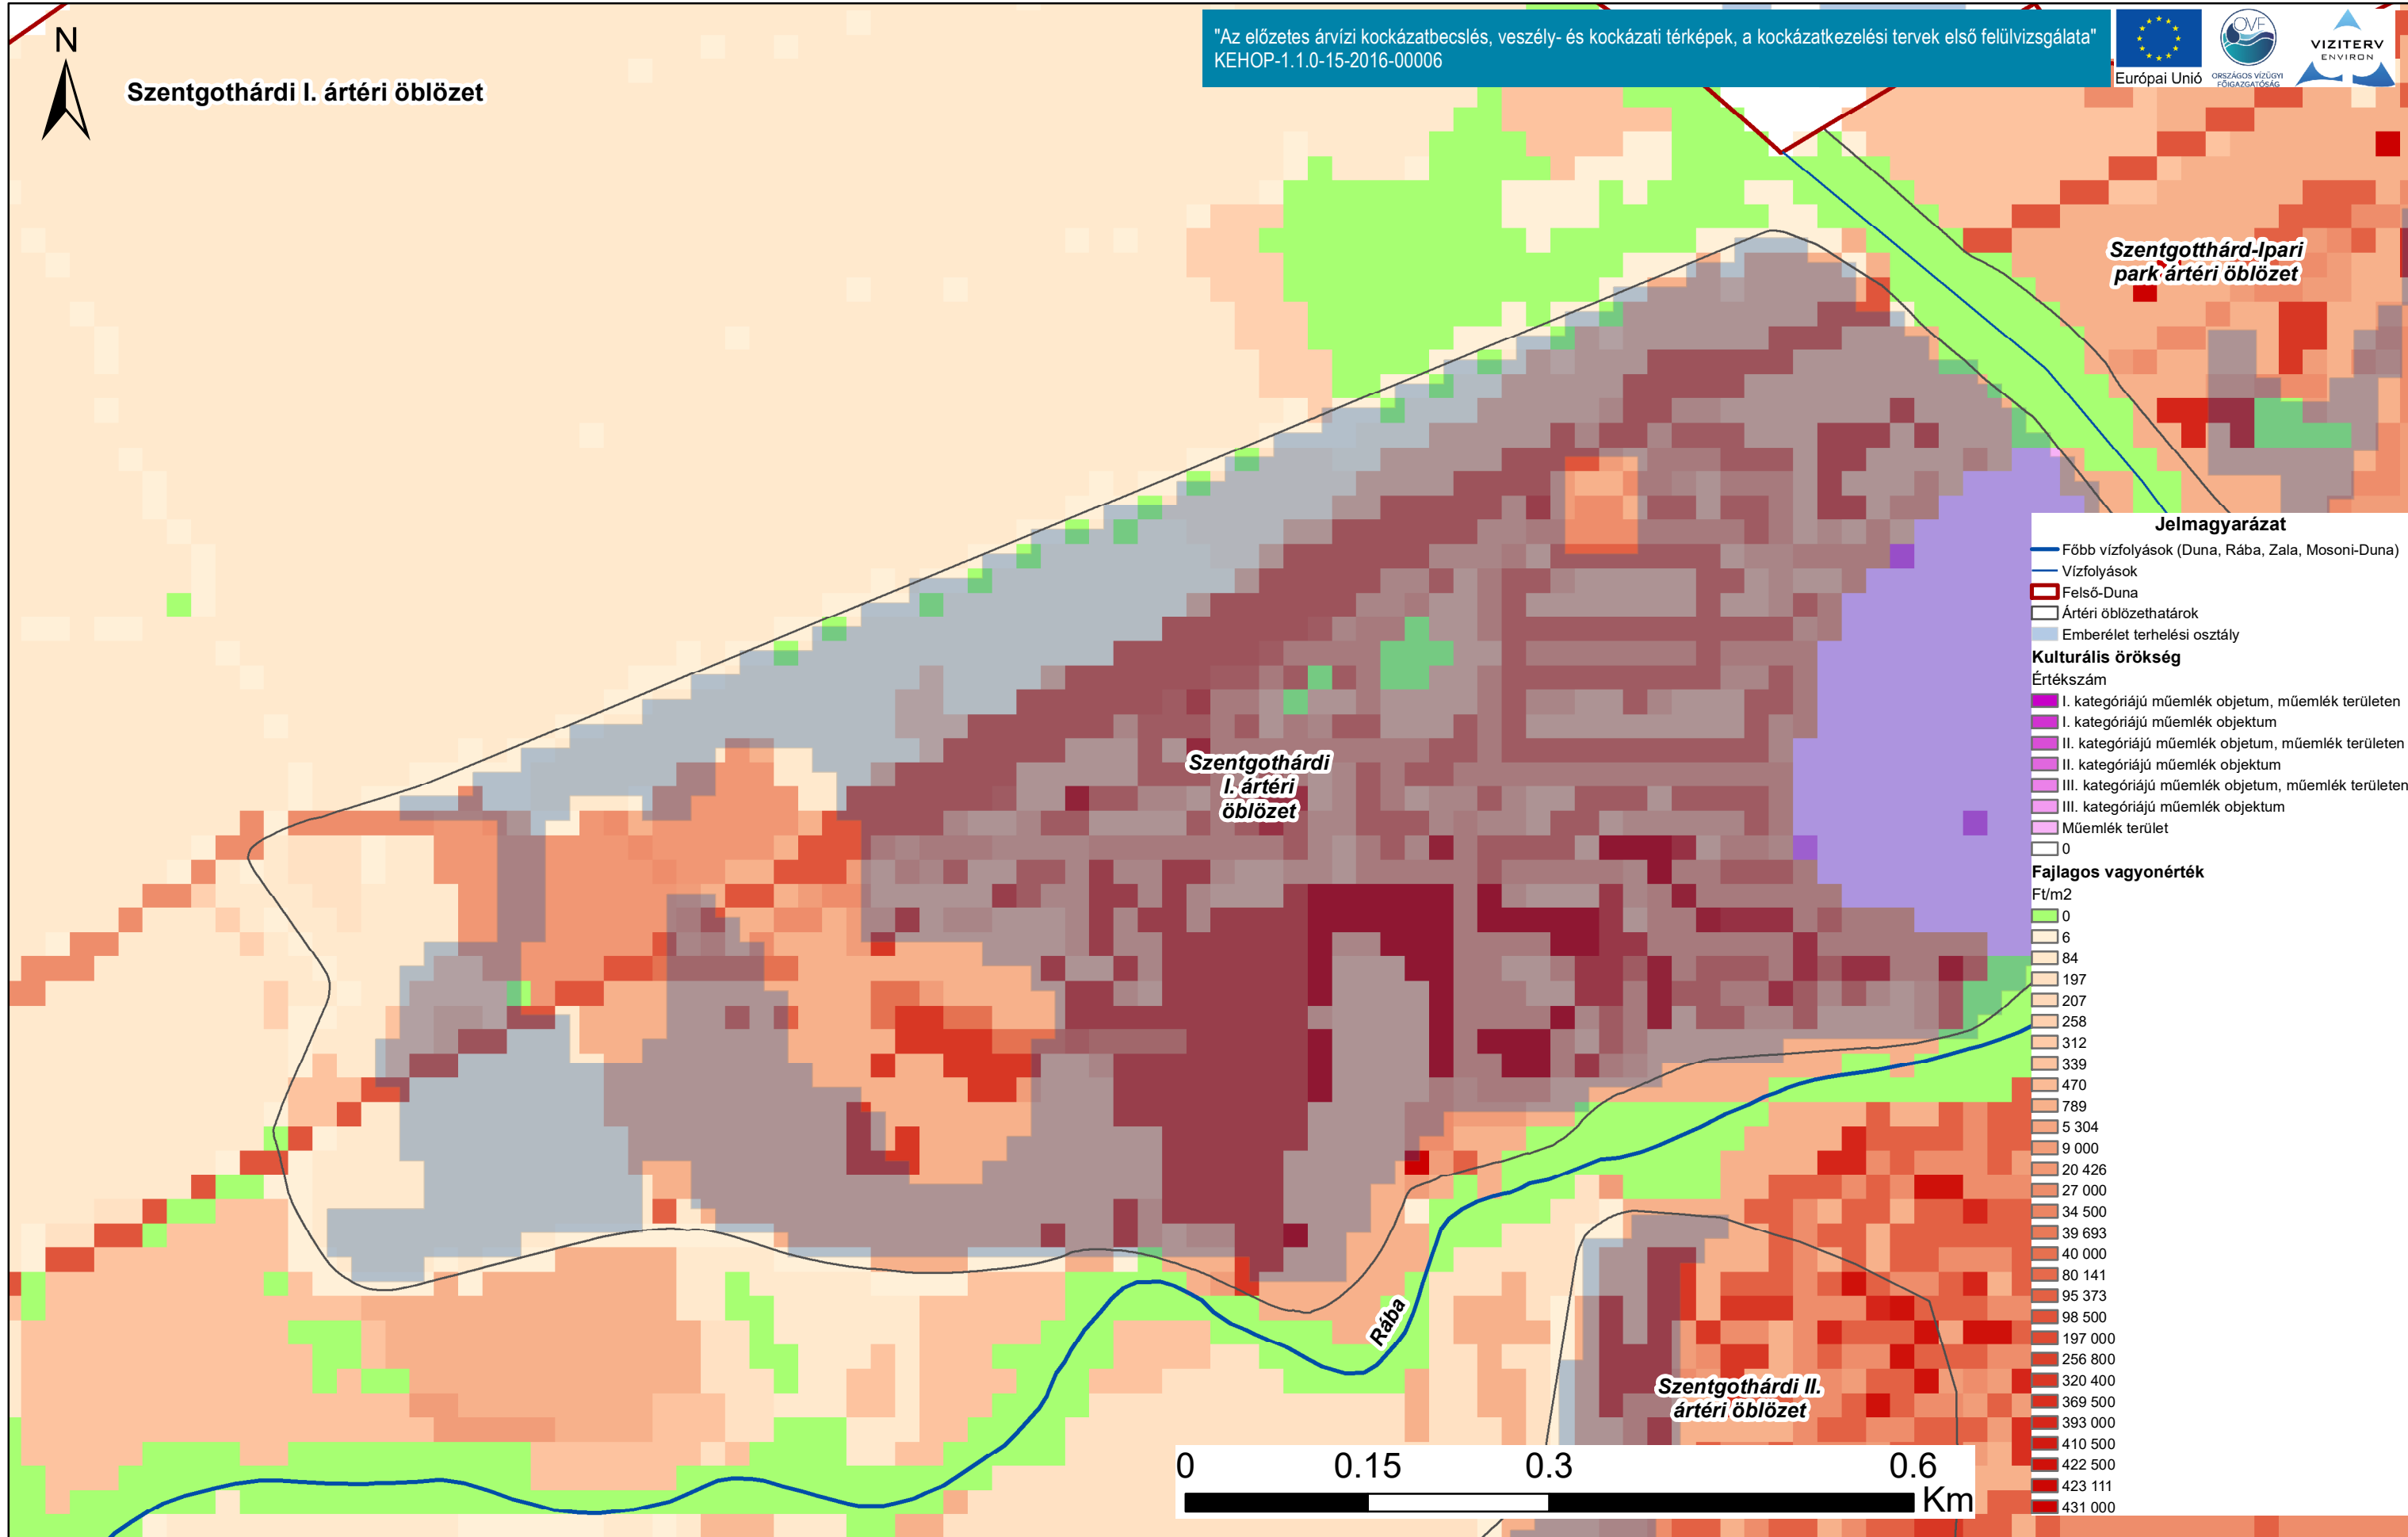 "Az előzetes árvízi kockázatbecslés, veszély- és kockázati térképek, a kockázatkezelési tervek első felülvizsgálata"
KEHOP-1.1.0-15-2016-00006
Európai Unió
OVF
ORSZÁGOS VÍZÜGYI
FŐIGAZGATÓSÁG
VIZITERV
ENVIRON
N
Szentgothárdi I. ártéri öblözet
Szentgotthárd-Ipari
park ártéri öblözet
Szentgothárdi
I. ártéri
öblözet
Rába
Szentgothárdi II.
ártéri öblözet
Jelmagyarázat
Főbb vízfolyások (Duna, Rába, Zala, Mosoni-Duna)
Vízfolyások
Felső-Duna
Ártéri öblözethatárok
Emberélet terhelési osztály
Kulturális örökség
Értékszám
I. kategóriájú műemlék objetum, műemlék területen
I. kategóriájú műemlék objektum
II. kategóriájú műemlék objetum, műemlék területen
II. kategóriájú műemlék objektum
III. kategóriájú műemlék objetum, műemlék területen
III. kategóriájú műemlék objektum
Műemlék terület
0
Fajlagos vagyonérték
Ft/m2
0
6
84
197
207
258
312
339
470
789
5 304
9 000
20 426
27 000
34 500
39 693
40 000
80 141
95 373
98 500
197 000
256 800
320 400
369 500
393 000
410 500
422 500
423 111
431 000
0 0.15 0.3 0.6
Km